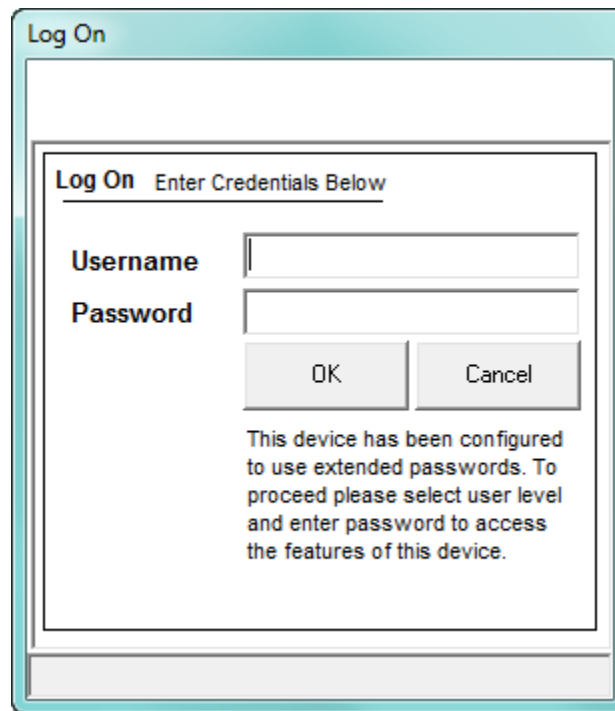 Log On
Log On Enter Credentials Below
Username
Password
OK Cancel
This device has been configured
to use extended passwords. To
proceed please select user level
and enter password to access
the features of this device.